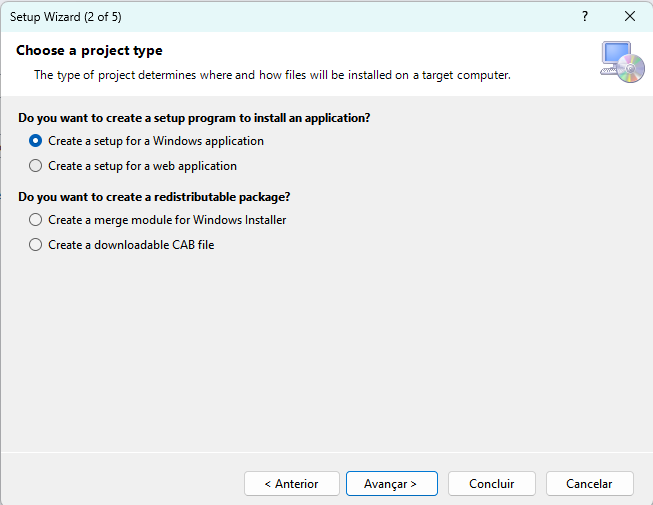 Setup Wizard (2 of 5)
?
Choose a project type
The type of project determines where and how files will be installed on a target computer.
Do you want to create a setup program to install an application?
Create a setup for a Windows application
Create a setup for a web application
Do you want to create a redistributable package?
Create a merge module for Windows Installer
Create a downloadable CAB file
< Anterior
Avançar >
Concluir
Cancelar